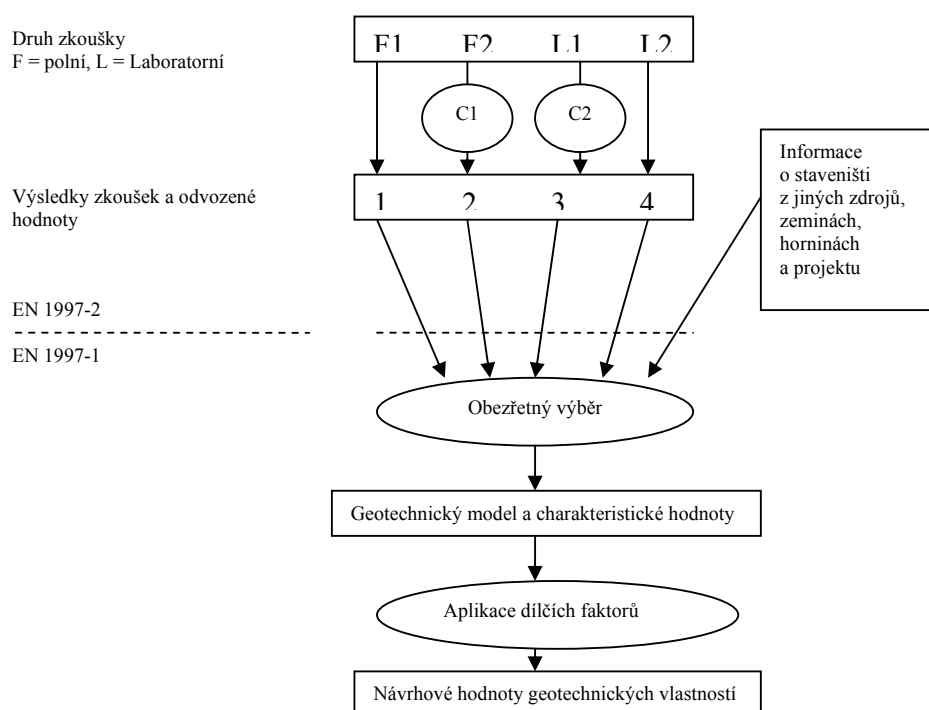 Druh zkoušky
F = polní, L = Laboratorní
F1 F2 L1 L2
C1 C2
Informace
o staveništi
z jiných zdrojů,
zeminách,
horninách
a projektu
Výsledky zkoušek a odvozené
hodnoty
1 2 3 4
EN 1997-2
EN 1997-1
Obezřetný výběr
Geotechnický model a charakteristické hodnoty
Aplikace dílčích faktorů
Návrhové hodnoty geotechnických vlastností